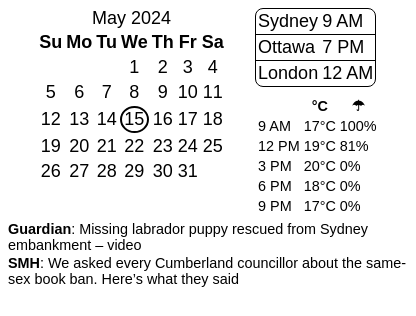 May 2024
Su Mo Tu We Th Fr Sa
1 2 3 4
5 6 7 8 9 10 11
12 13 14 15 16 17 18
19 20 21 22 23 24 25
26 27 28 29 30 31
Sydney 9 AM
Ottawa 7 PM
London 12 AM
°C ☂
9 AM 17°C 100%
12 PM 19°C 81%
3 PM 20°C 0%
6 PM 18°C 0%
9 PM 17°C 0%
Guardian: Missing labrador puppy rescued from Sydney
embankment – video
SMH: We asked every Cumberland councillor about the same-
sex book ban. Here’s what they said